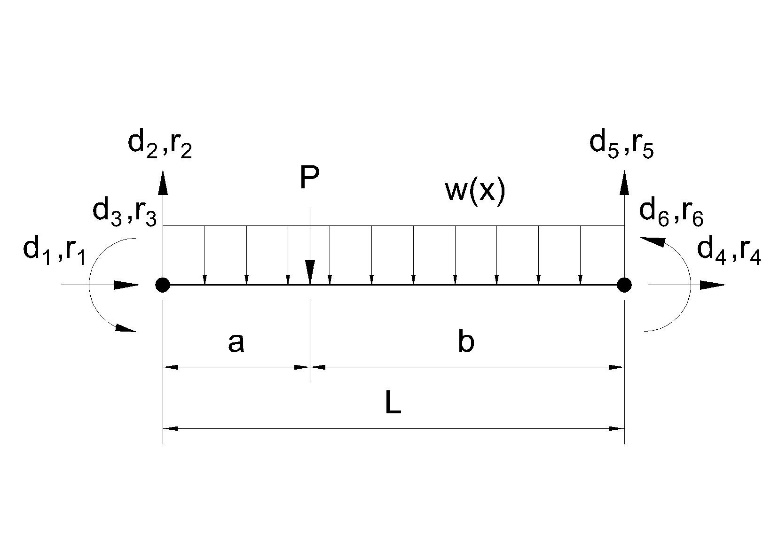 d2,r2
d5,r5
P
w(x)
d3,r3
d6,r6
d1,r1
d4,r4
a
b
L